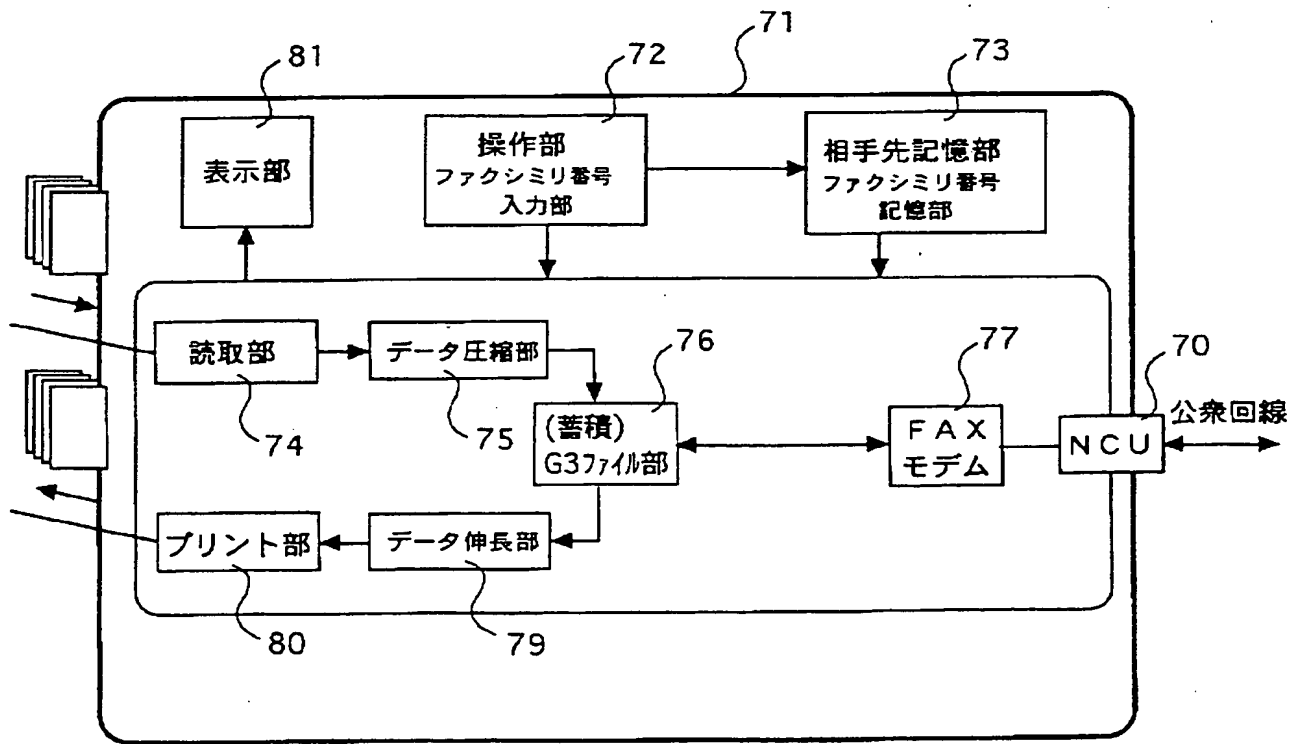 71
81
72
73
表示部
操作部
ファクシミリ番号
入力部
相手先記憶部
ファクシミリ番号
記憶部
読取部
74
データ圧縮部
75
76
(蓄積)
G3ファイル部
77
FAX
モデム
70
NCU
公衆回線
プリント部
80
データ伸長部
79